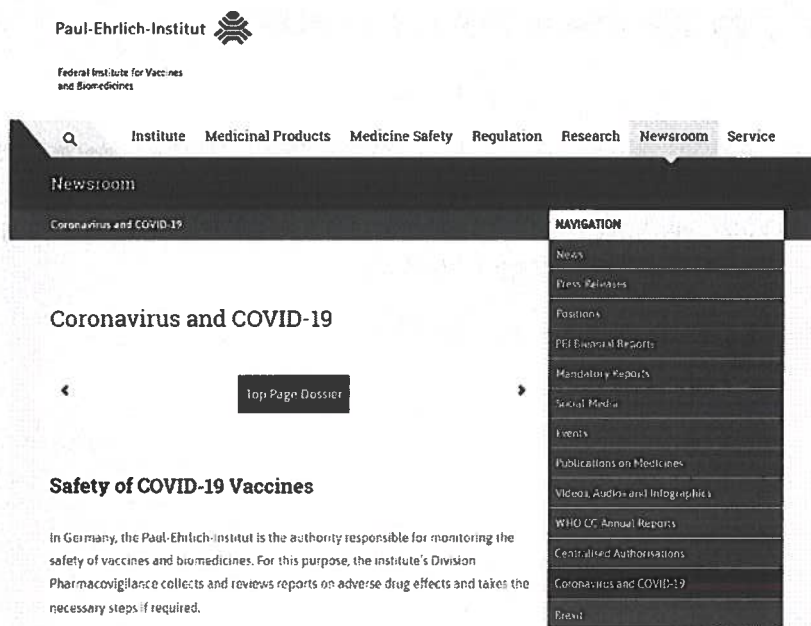 Paul-Ehrlich-Institut
Federal Institute for Vaccines
and Biomedicines
Institute Medicinal Products Medicine Safety Regulation Research Newsroom Service
Newsroom
Coronavirus and COVID-19
NAVIGATION
News
Press Releases
Positions
PEI Biennial Reports
Mandatory Reports
Social Media
Events
Publications on Medicines
Videos, Audios and Infographics
WHO CC Annual Reports
Centralised Authorisations
Coronavirus and COVID-19
Brexit
Coronavirus and COVID-19
Top Page Dossier
Safety of COVID-19 Vaccines
In Germany, the Paul-Ehrlich-Institut is the authority responsible for monitoring the
safety of vaccines and biomedicines. For this purpose, the institute's Division
Pharmacovigilance collects and reviews reports on adverse drug effects and takes the
necessary steps if required.